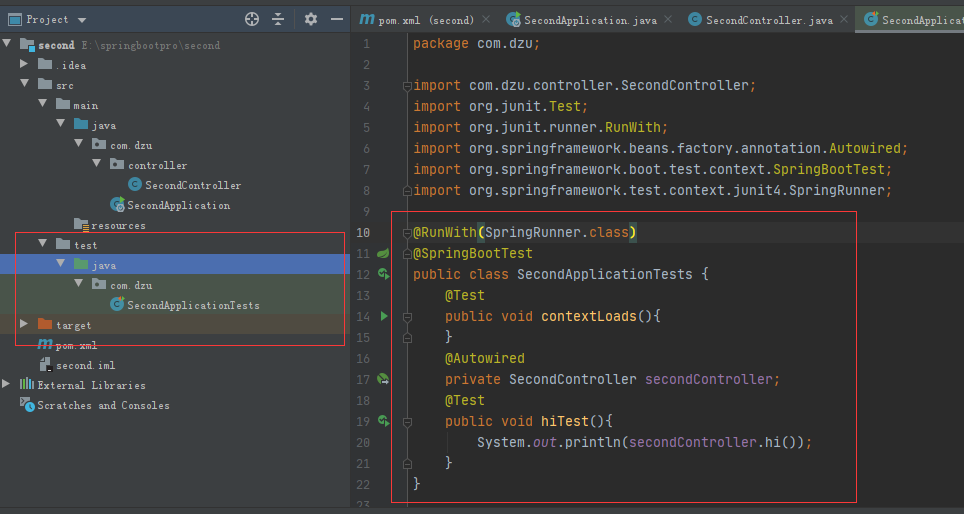 Project
second E:\springbootpro\second
.idea
src
main
java
com.dzu
controller
SecondController
SecondApplication
resources
test
java
com.dzu
SecondApplicationTests
target
pom.xml
second.iml
External Libraries
Scratches and Consoles
pom.xml (second)
SecondApplication.java
SecondController.java
SecondApplicat
1 package com.dzu;
2
3 import com.dzu.controller.SecondController;
4 import org.junit.Test;
5 import org.junit.runner.RunWith;
6 import org.springframework.beans.factory.annotation.Autowired;
7 import org.springframework.boot.test.context.SpringBootTest;
8 import org.springframework.test.context.junit4.SpringRunner;
9
10 @RunWith(SpringRunner.class)
11 @SpringBootTest
12 public class SecondApplicationTests {
13 @Test
14 public void contextLoads(){
15 }
16 @Autowired
17 private SecondController secondController;
18 @Test
19 public void hiTest(){
20 System.out.println(secondController.hi());
21 }
22 }
23